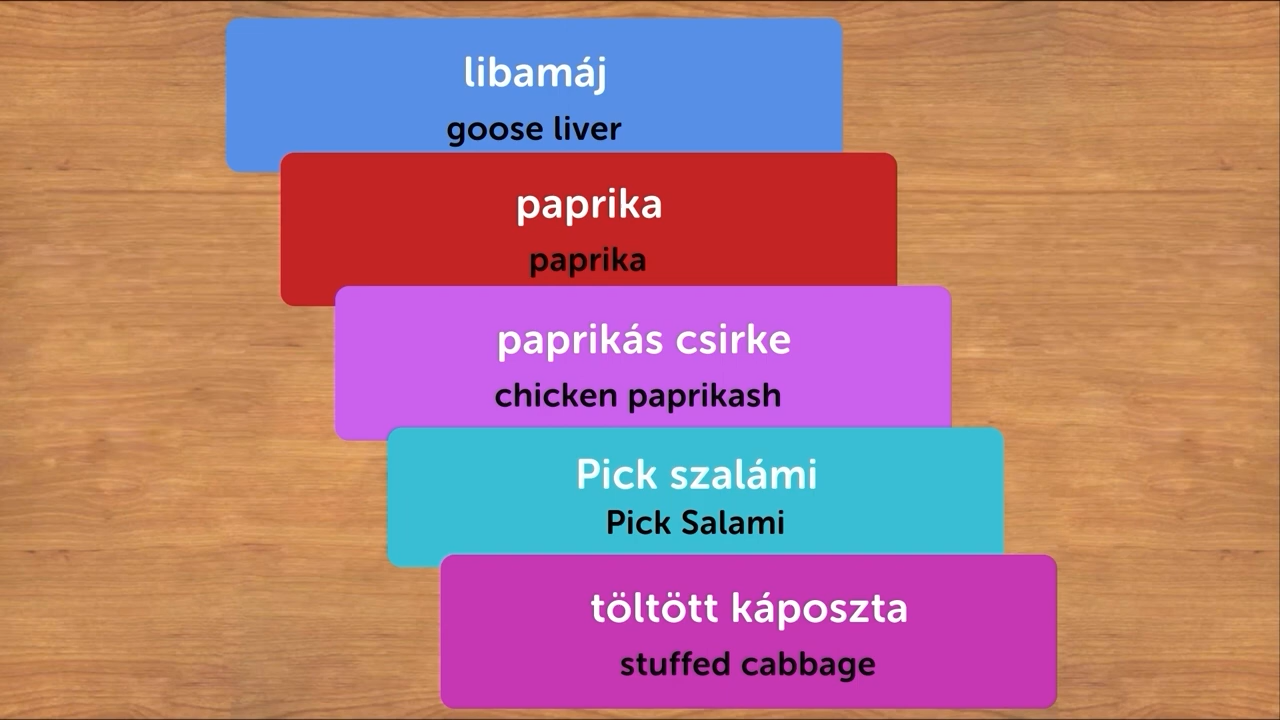 libamáj
goose liver
paprika
paprika
paprikás csirke
chicken paprikash
Pick szalámi
Pick Salami
töltött káposzta
stuffed cabbage